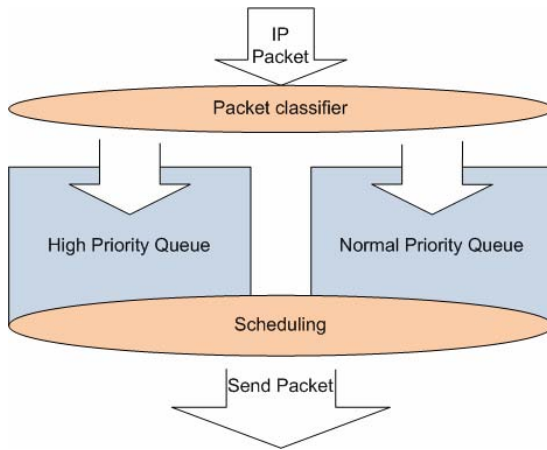 IP
Packet
Packet classifier
High Priority Queue
Normal Priority Queue
Scheduling
Send Packet